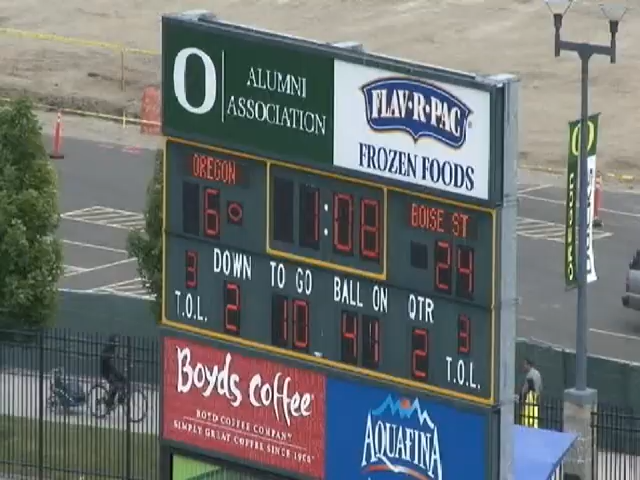 O
ALUMNI
ASSOCIATION
FLAV·R·PAC
FROZEN FOODS
OREGON
6
1:08
BOISE ST
24
3
DOWN TO GO BALL ON QTR
3
T.O.L. 2 10 41 2 T.O.L.
Boyds Coffee
BOYD COFFEE COMPANY
SIMPLY GREAT COFFEE SINCE
AQUAFINA
O
OREGON